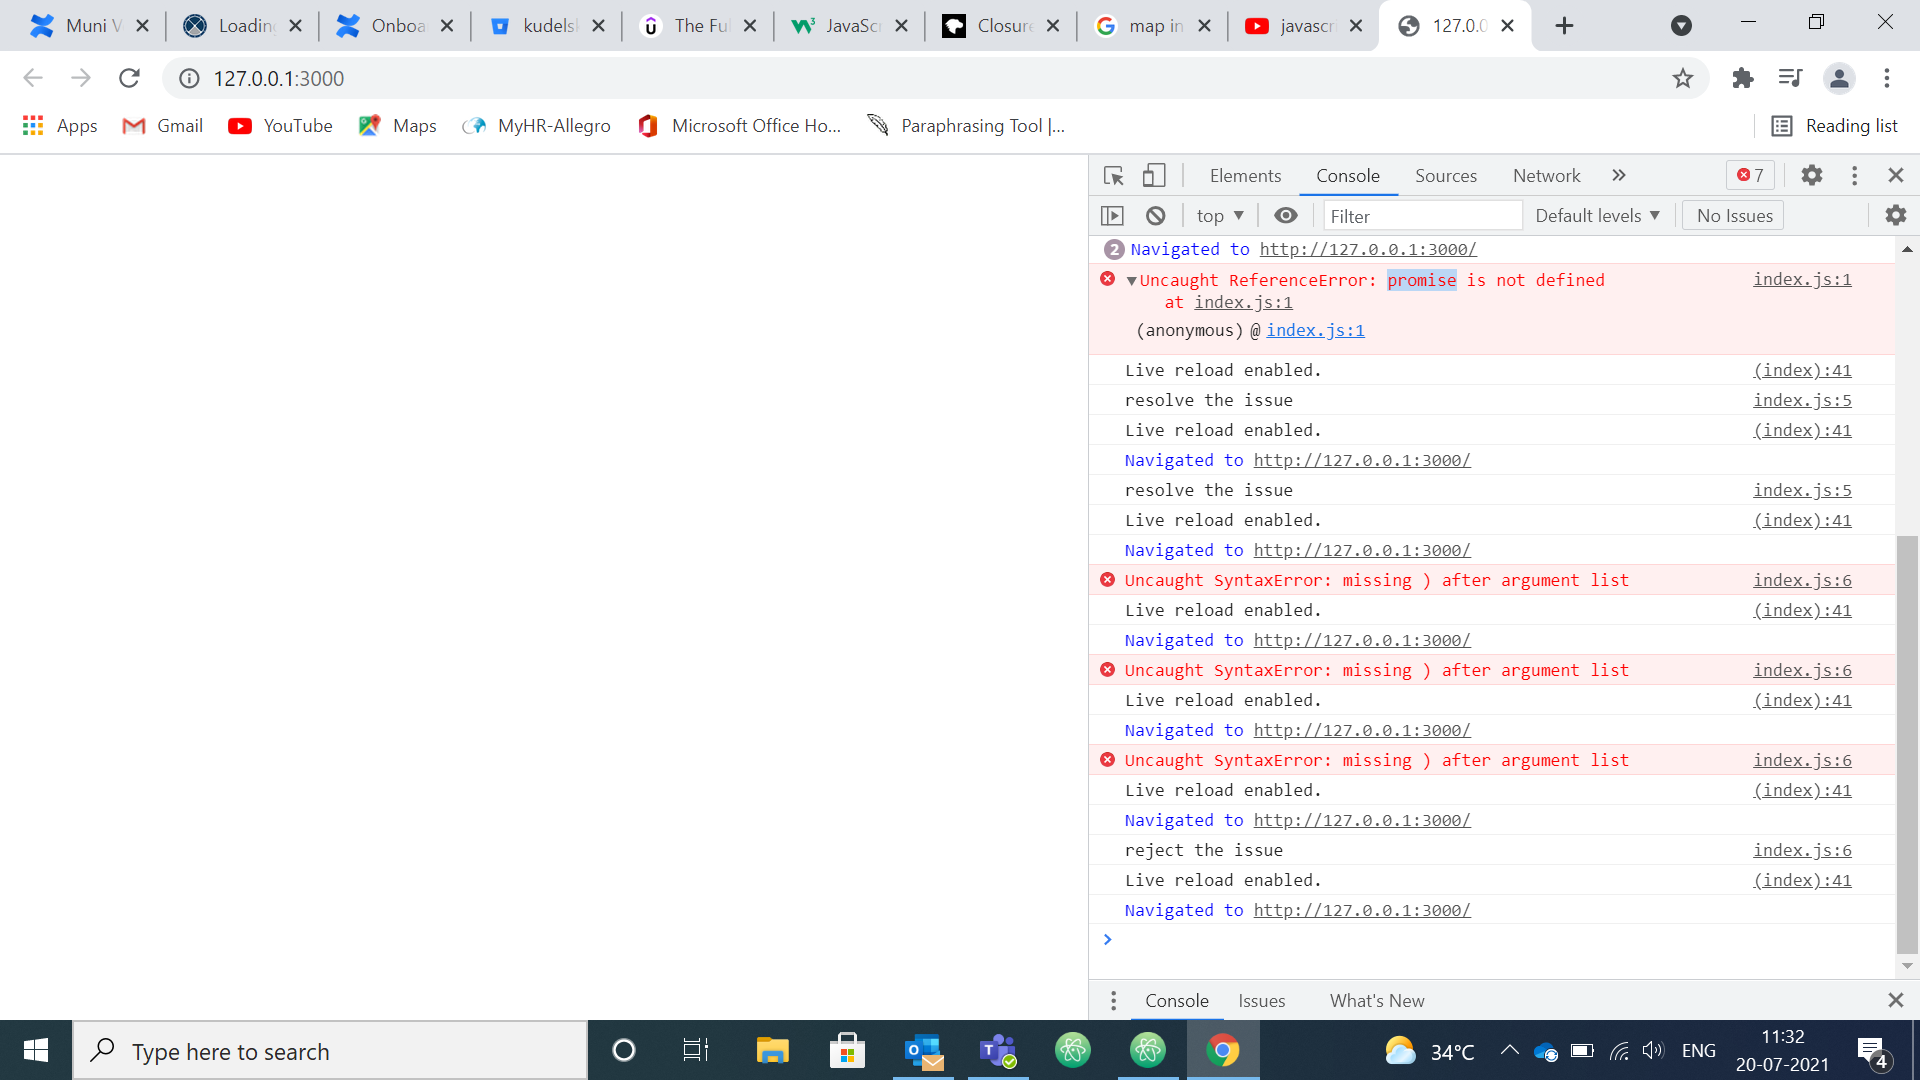 Muni V
Loading
Onboa
kudelsk
The Ful
JavaScr
Closure
map in
javascri
127.0.0
127.0.0.1:3000
Apps
Gmail
YouTube
Maps
MyHR-Allegro
Microsoft Office Ho...
Paraphrasing Tool |...
Reading list
Elements Console Sources Network » 7
top ▼ Filter Default levels ▼ No Issues
2 Navigated to http://127.0.0.1:3000/
▼Uncaught ReferenceError: promise is not defined index.js:1
at index.js:1
(anonymous) @ index.js:1
Live reload enabled. (index):41
resolve the issue index.js:5
Live reload enabled. (index):41
Navigated to http://127.0.0.1:3000/
resolve the issue index.js:5
Live reload enabled. (index):41
Navigated to http://127.0.0.1:3000/
Uncaught SyntaxError: missing ) after argument list index.js:6
Live reload enabled. (index):41
Navigated to http://127.0.0.1:3000/
Uncaught SyntaxError: missing ) after argument list index.js:6
Live reload enabled. (index):41
Navigated to http://127.0.0.1:3000/
Uncaught SyntaxError: missing ) after argument list index.js:6
Live reload enabled. (index):41
Navigated to http://127.0.0.1:3000/
reject the issue index.js:6
Live reload enabled. (index):41
Navigated to http://127.0.0.1:3000/
>
Console Issues What's New
Type here to search
34°C
ENG
11:32
20-07-2021
4